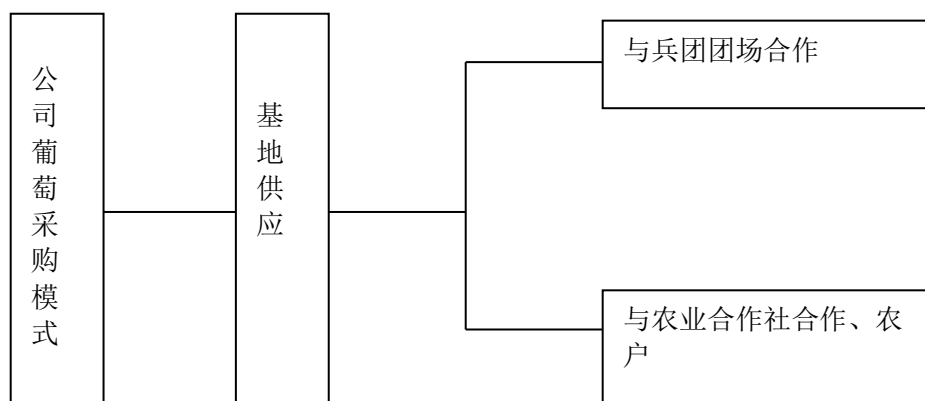 公司葡萄采购模式
基地供应
与兵团团场合作
与农业合作社合作、农
户